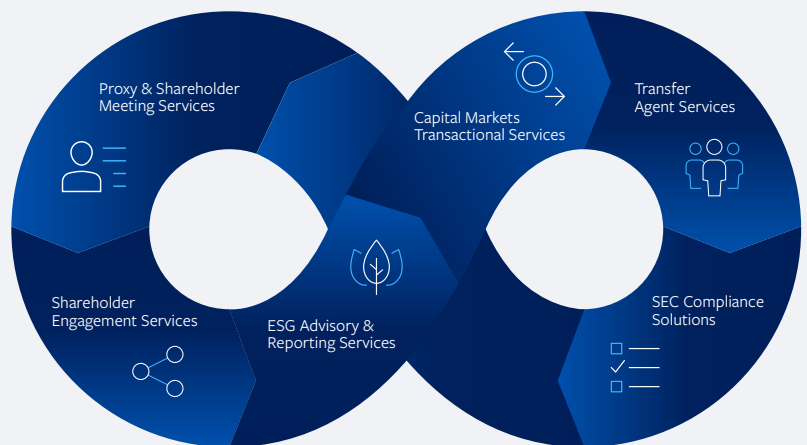 Proxy & Shareholder
Meeting Services
Capital Markets
Transactional Services
Transfer
Agent Services
Shareholder
Engagement Services
ESG Advisory &
Reporting Services
SEC Compliance
Solutions